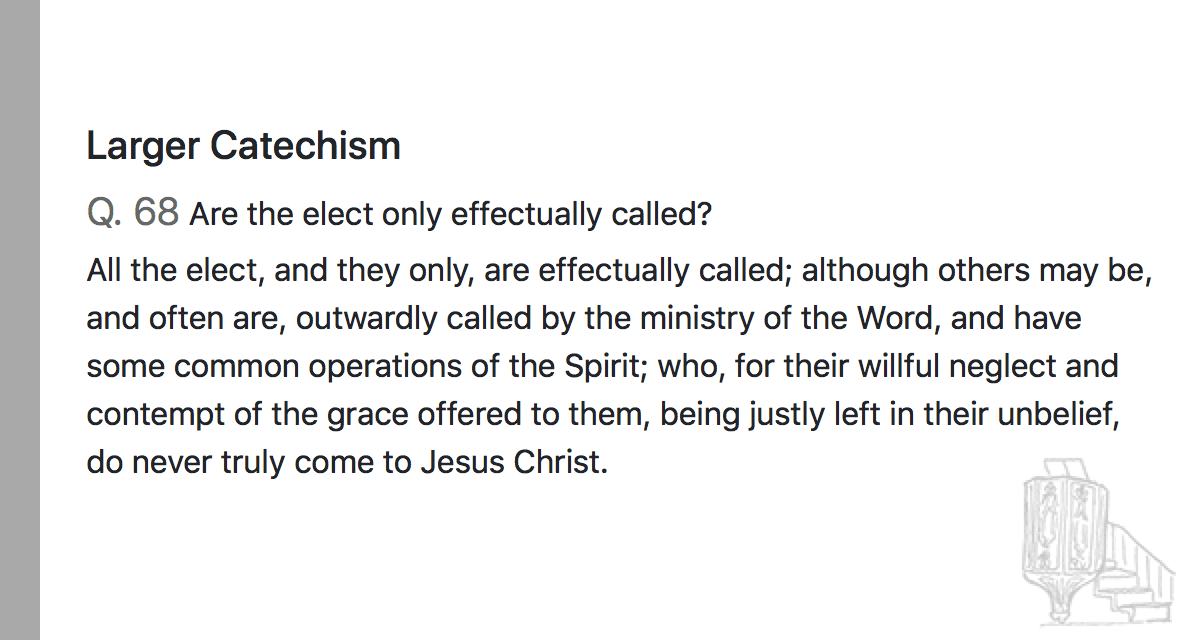 Larger Catechism
Q. 68 Are the elect only effectually called?
All the elect, and they only, are effectually called; although others may be,
and often are, outwardly called by the ministry of the Word, and have
some common operations of the Spirit; who, for their willful neglect and
contempt of the grace offered to them, being justly left in their unbelief,
do never truly come to Jesus Christ.